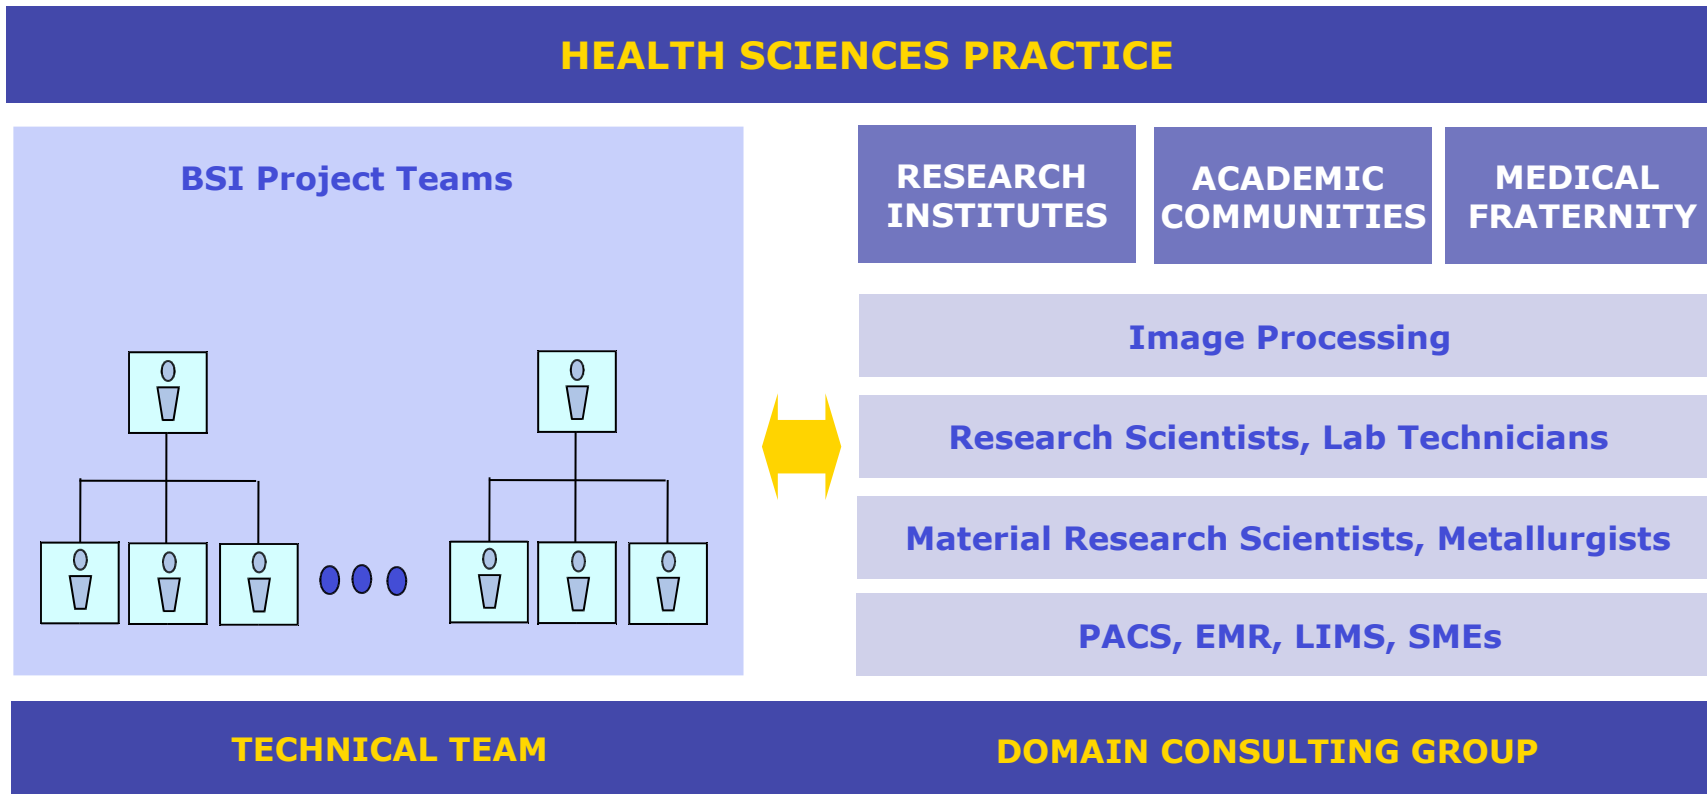 HEALTH SCIENCES PRACTICE
BSI Project Teams
RESEARCH
INSTITUTES
ACADEMIC
COMMUNITIES
MEDICAL
FRATERNITY
Image Processing
Research Scientists, Lab Technicians
Material Research Scientists, Metallurgists
PACS, EMR, LIMS, SMEs
TECHNICAL TEAM
DOMAIN CONSULTING GROUP